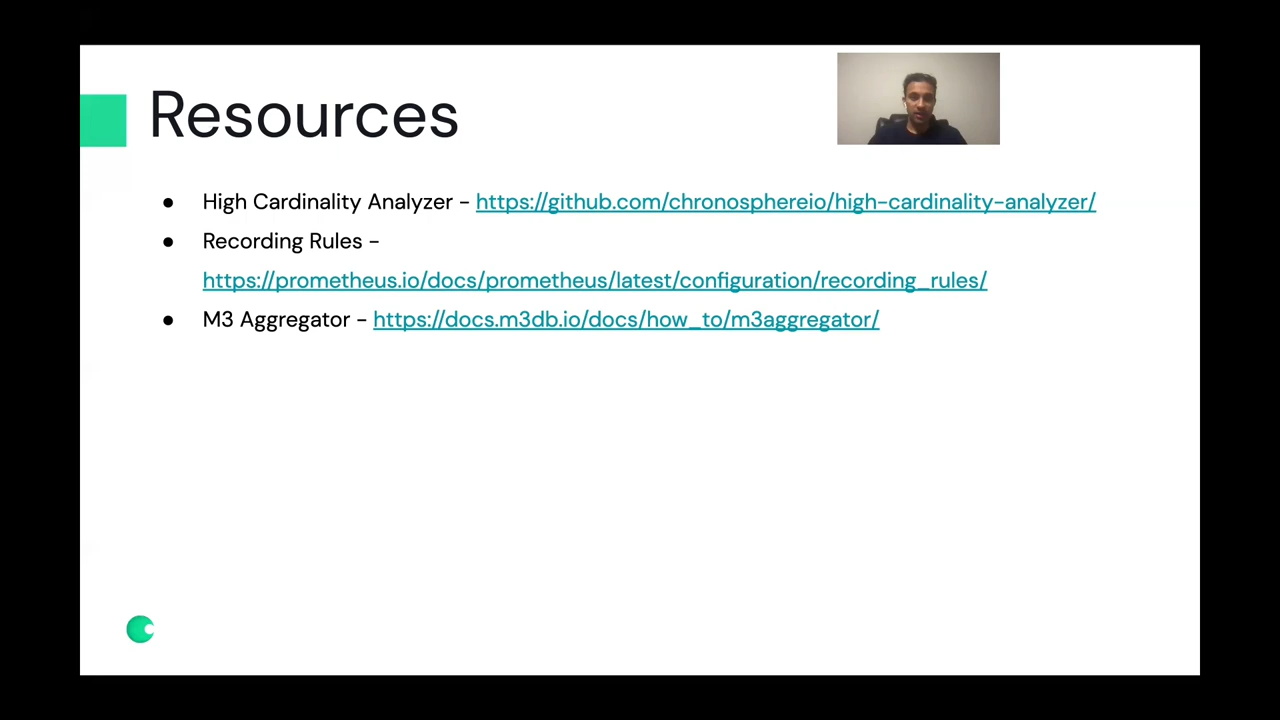 Resources
● High Cardinality Analyzer - https://github.com/chronosphereio/high-cardinality-analyzer/
● Recording Rules -
https://prometheus.io/docs/prometheus/latest/configuration/recording_rules/
● M3 Aggregator - https://docs.m3db.io/docs/how_to/m3aggregator/